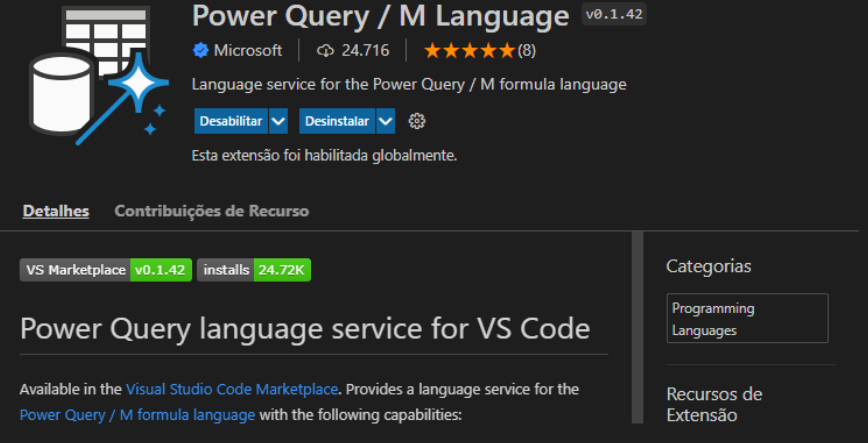 Power Query / M Language v0.1.42
Microsoft 24.716 (8)
Language service for the Power Query / M formula language
Desabilitar Desinstalar
Esta extensão foi habilitada globalmente.
Detalhes Contribuições de Recurso
VS Marketplace v0.1.42 installs 24.72K
Power Query language service for VS Code
Available in the Visual Studio Code Marketplace. Provides a language service for the
Power Query / M formula language with the following capabilities:
Categorias
Programming
Languages
Recursos de
Extensão